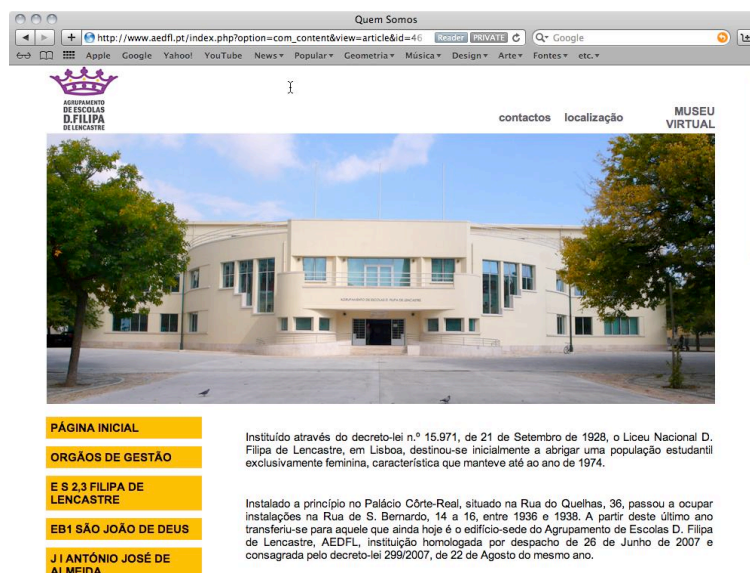 Quem Somos
http://www.aedfl.pt/index.php?option=com_content&view=article&id=46 Reader PRIVATE Google
Apple Google Yahoo! YouTube News Popular Geometria Música Design Arte Fontes etc.
AGRUPAMENTO
DE ESCOLAS
D.FILIPA
DE LENCASTRE
contactos localização MUSEU
VIRTUAL
AGRUPAMENTO DE ESCOLAS D. FILIPA DE LENCASTRE
PÁGINA INICIAL
ORGÃOS DE GESTÃO
E S 2,3 FILIPA DE
LENCASTRE
EB1 SÃO JOÃO DE DEUS
J I ANTÓNIO JOSÉ DE
ALMEIDA
Instituído através do decreto-lei n.º 15.971, de 21 de Setembro de 1928, o Liceu Nacional D.
Filipa de Lencastre, em Lisboa, destinou-se inicialmente a abrigar uma população estudantil
exclusivamente feminina, característica que manteve até ao ano de 1974.
Instalado a princípio no Palácio Côrte-Real, situado na Rua do Quelhas, 36, passou a ocupar
instalações na Rua de S. Bernardo, 14 a 16, entre 1936 e 1938. A partir deste último ano
transferiu-se para aquele que ainda hoje é o edifício-sede do Agrupamento de Escolas D. Filipa
de Lencastre, AEDFL, instituição homologada por despacho de 26 de Junho de 2007 e
consagrada pelo decreto-lei 299/2007, de 22 de Agosto do mesmo ano.